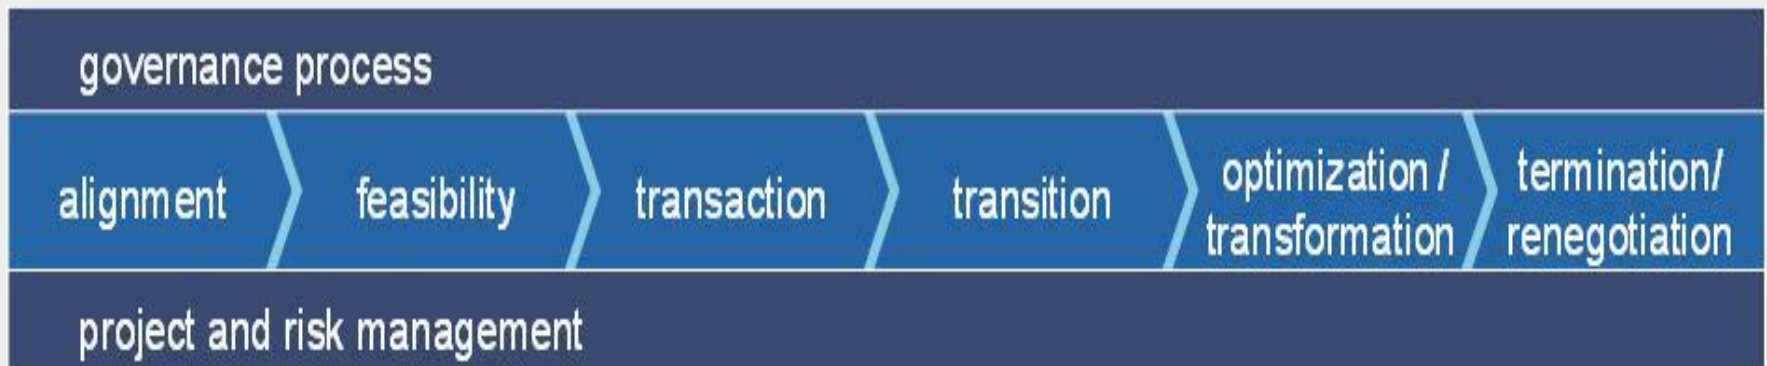 governance process
alignment
feasibility
transaction
transition
optimization /
transformation
termination/
renegotiation
project and risk management